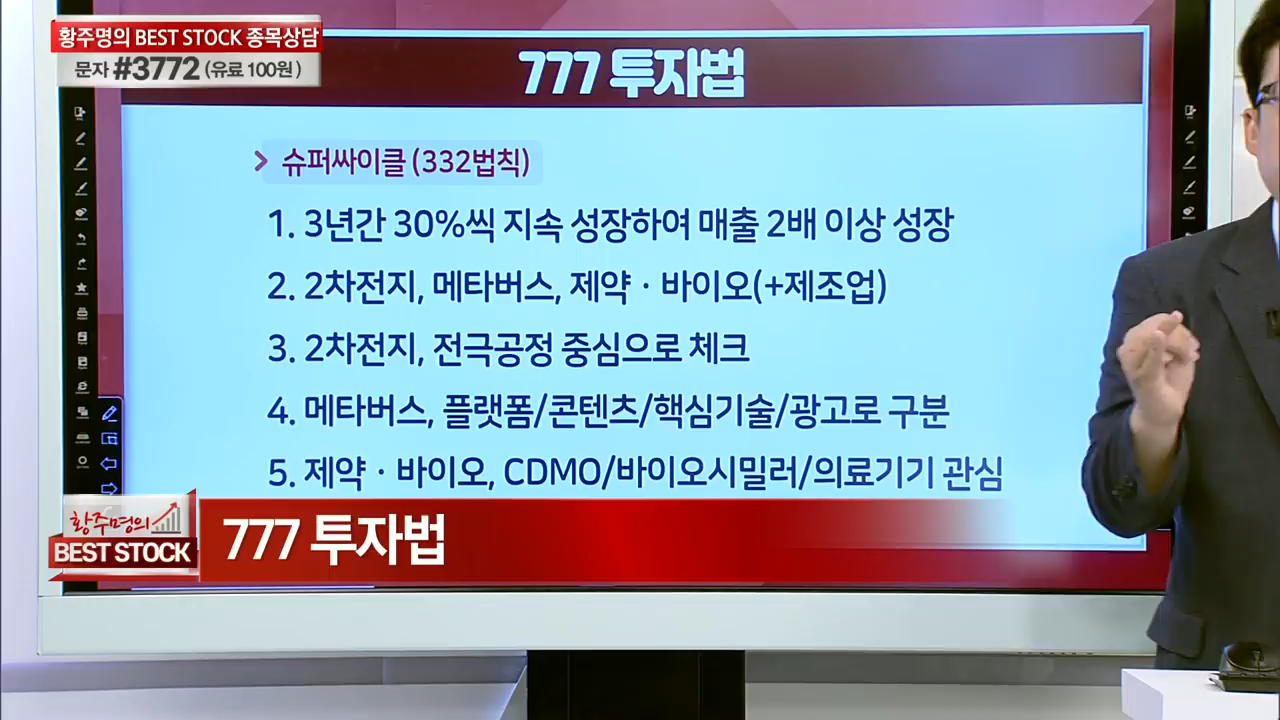 황주명의 BEST STOCK 종목상담
문자 #3772 (유료 100원)
777 투자법
슈퍼싸이클 (332법칙)
1. 3년간 30%씩 지속 성장하여 매출 2배 이상 성장
2. 2차전지, 메타버스, 제약 · 바이오(+제조업)
3. 2차전지, 전극공정 중심으로 체크
4. 메타버스, 플랫폼/콘텐츠/핵심기술/광고로 구분
5. 제약 · 바이오, CDMO/바이오시밀러/의료기기 관심
황주명의
BEST STOCK
777 투자법